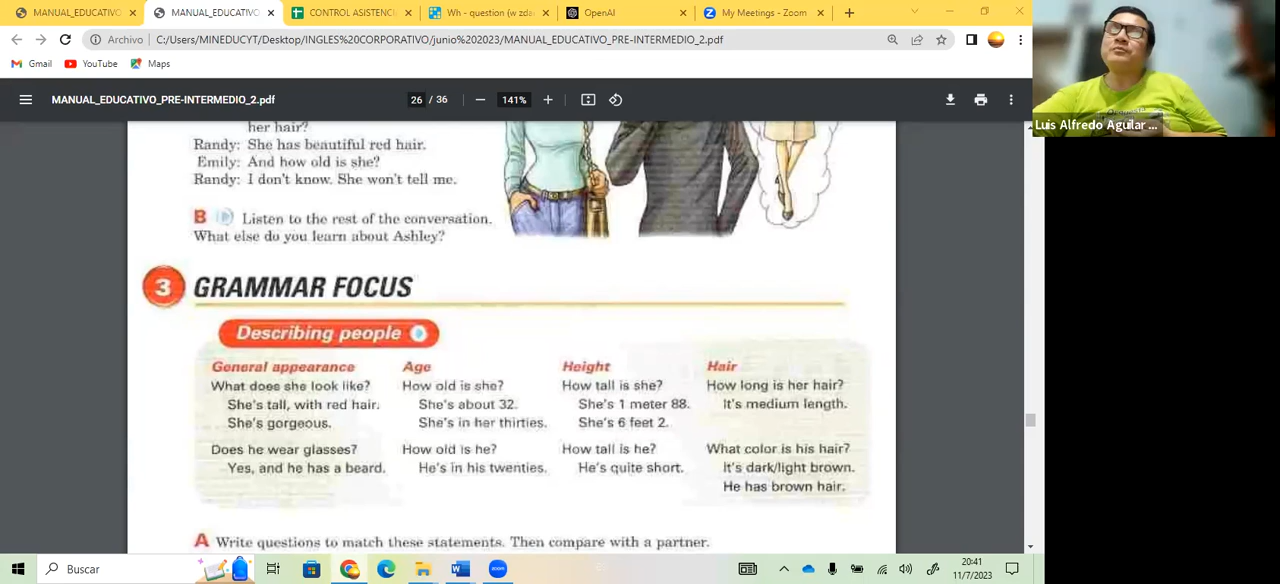 MANUAL_EDUCATIVO
MANUAL_EDUCATIVO
CONTROL ASISTENCI
Wh - question (w zda
OpenAI
My Meetings - Zoom
Archivo
C:/Users/MINEDUCYT/Desktop/INGLES%20CORPORATIVO/junio%202023/MANUAL_EDUCATIVO_PRE-INTERMEDIO_2.pdf
Gmail
YouTube
Maps
MANUAL_EDUCATIVO_PRE-INTERMEDIO_2.pdf
26 / 36
141%
Luis Alfredo Aguilar ...
her hair?
Randy: She has beautiful red hair.
Emily: And how old is she?
Randy: I don't know. She won't tell me.
B Listen to the rest of the conversation.
What else do you learn about Ashley?
3 GRAMMAR FOCUS
Describing people
General appearance
What does she look like?
She's tall, with red hair.
She's gorgeous.
Does he wear glasses?
Yes, and he has a beard.
Age
How old is she?
She's about 32.
She's in her thirties.
How old is he?
He's in his twenties.
Height
How tall is she?
She's 1 meter 88.
She's 6 feet 2.
How tall is he?
He's quite short.
Hair
How long is her hair?
It's medium length.
What color is his hair?
It's dark/light brown.
He has brown hair.
A Write questions to match these statements. Then compare with a partner.
Buscar
zoom
20:41
11/7/2023